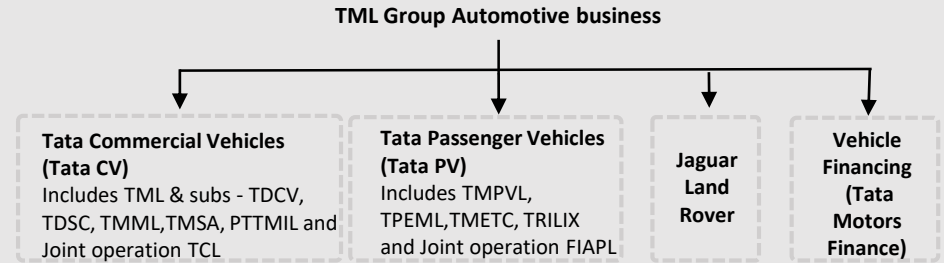 TML Group Automotive business
Tata Commercial Vehicles
(Tata CV)
Includes TML & subs - TDCV,
TDSC, TMML,TMSA, PTTMIL and
Joint operation TCL
Tata Passenger Vehicles
(Tata PV)
Includes TMPVL,
TPEML,TMETC, TRILIX
and Joint operation FIAPL
Jaguar
Land
Rover
Vehicle
Financing
(Tata
Motors
Finance)